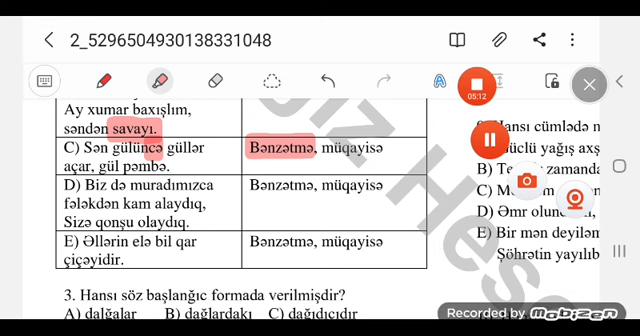 2_5296504930138331048
05:12
Ay xumar baxışlım,
səndən savayı.
C) Sən gülüncə güllər
açar, gül pəmbə.
Bənzətmə, müqayisə
D) Biz də muradımızca
fələkdən kam alaydıq,
Sizə qonşu olaydıq.
Bənzətmə, müqayisə
E) Əllərin elə bil qar
çiçəyidir.
Bənzətmə, müqayisə
3. Hansı söz başlanğıc formada verilmişdir?
A) dalğalar B) dağlardakı C) dağıdıcıdır
Hansı cümlədə
güclü yağış axş
B)
zamanda
C)
D) Əmr olun
E) Bir mən deyiləm
Şöhrətin yayılıb
Recorded by Mobizen